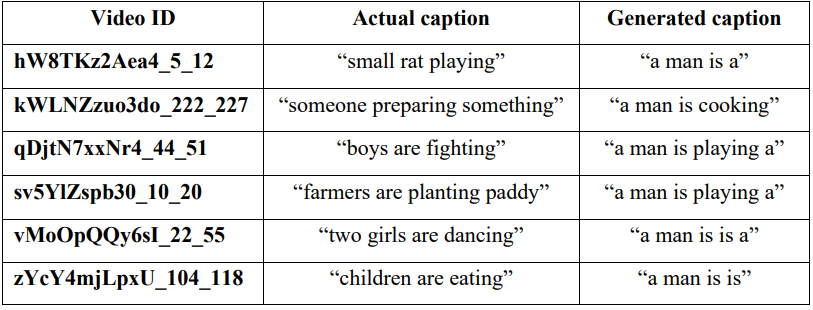 Video ID Actual caption Generated caption
hW8TKz2Aea4_5_12 “small rat playing” “a man is a”
kWLNZzuo3do_222_227 “someone preparing something” “a man is cooking”
qDjtN7xxNr4_44_51 “boys are fighting” “a man is playing a”
sv5YlZspb30_10_20 “farmers are planting paddy” “a man is playing a”
vMoOpQQy6sI_22_55 “two girls are dancing” “a man is is a”
zYcY4mjLpxU_104_118 “children are eating” “a man is is”